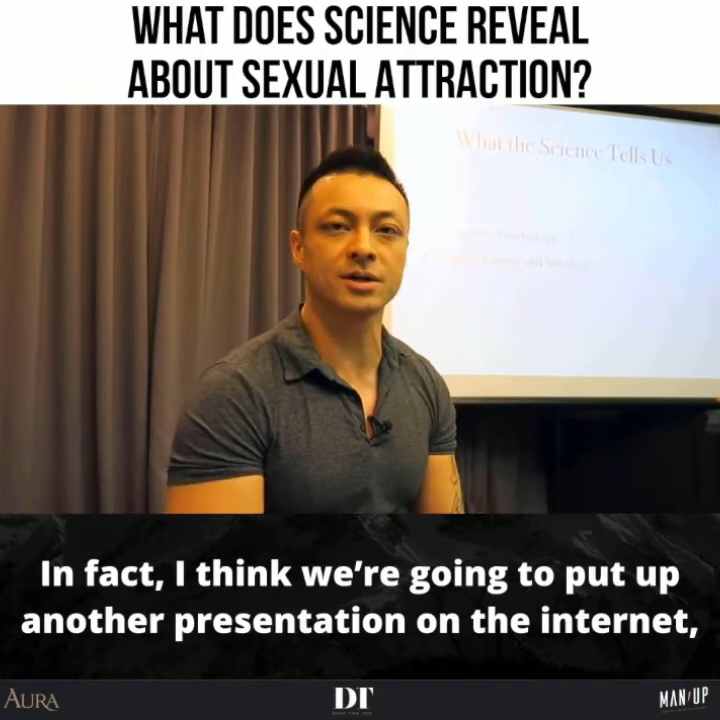 WHAT DOES SCIENCE REVEAL
ABOUT SEXUAL ATTRACTION?
What the Science Tells Us
In fact, I think we’re going to put up
another presentation on the internet,
AURA
DT
MAN UP